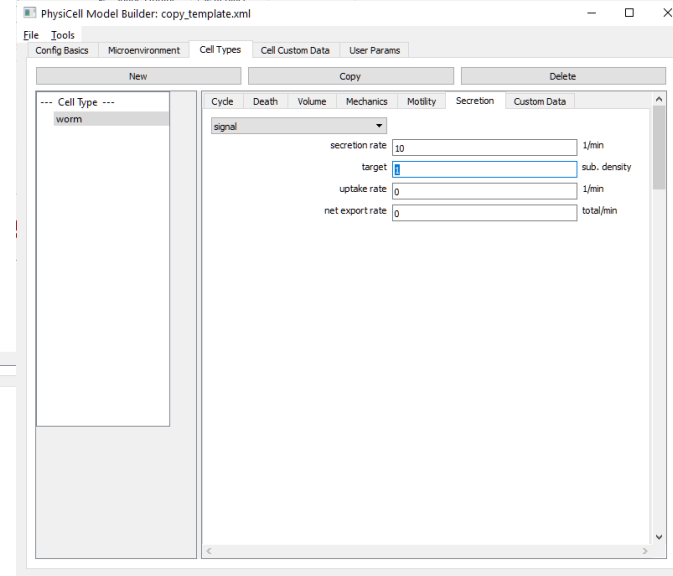 PhysiCell Model Builder: copy_template.xml
File Tools
Config Basics Microenvironment Cell Types Cell Custom Data User Params
New Copy Delete
--- Cell Type ---
worm
Cycle Death Volume Mechanics Motility Secretion Custom Data
signal
secretion rate 10 1/min
target 1 sub. density
uptake rate 0 1/min
net export rate 0 total/min